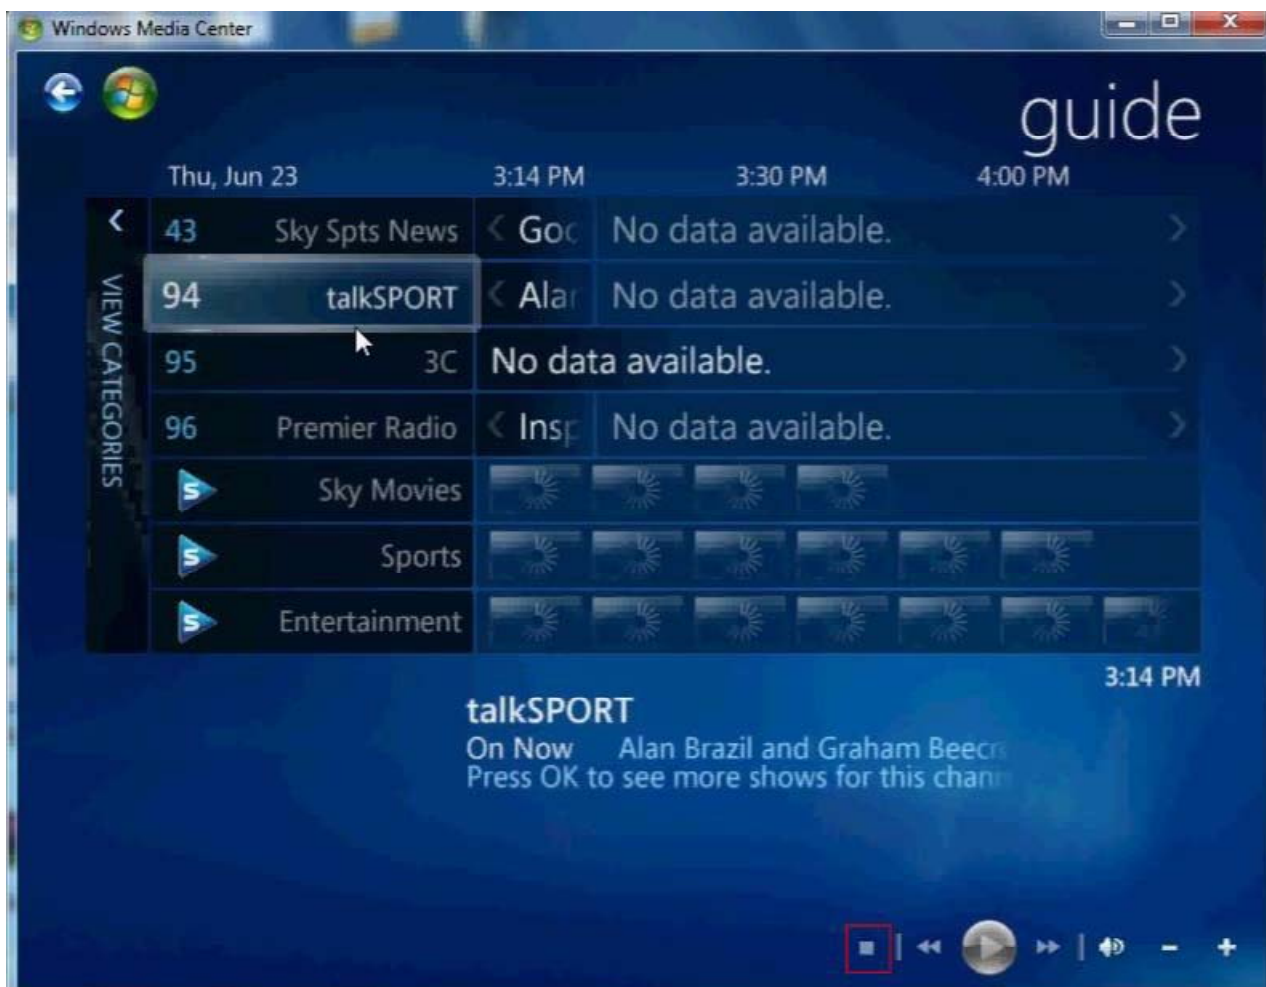 Windows Media Center
guide
Thu, Jun 23 3:14 PM 3:30 PM 4:00 PM
VIEW CATEGORIES
43 Sky Spts News Goo No data available.
94 talkSPORT Alan No data available.
95 3C No data available.
96 Premier Radio Insp No data available.
S Sky Movies
S Sports
S Entertainment
3:14 PM
talkSPORT
On Now Alan Brazil and Graham
Press OK to see more shows for this